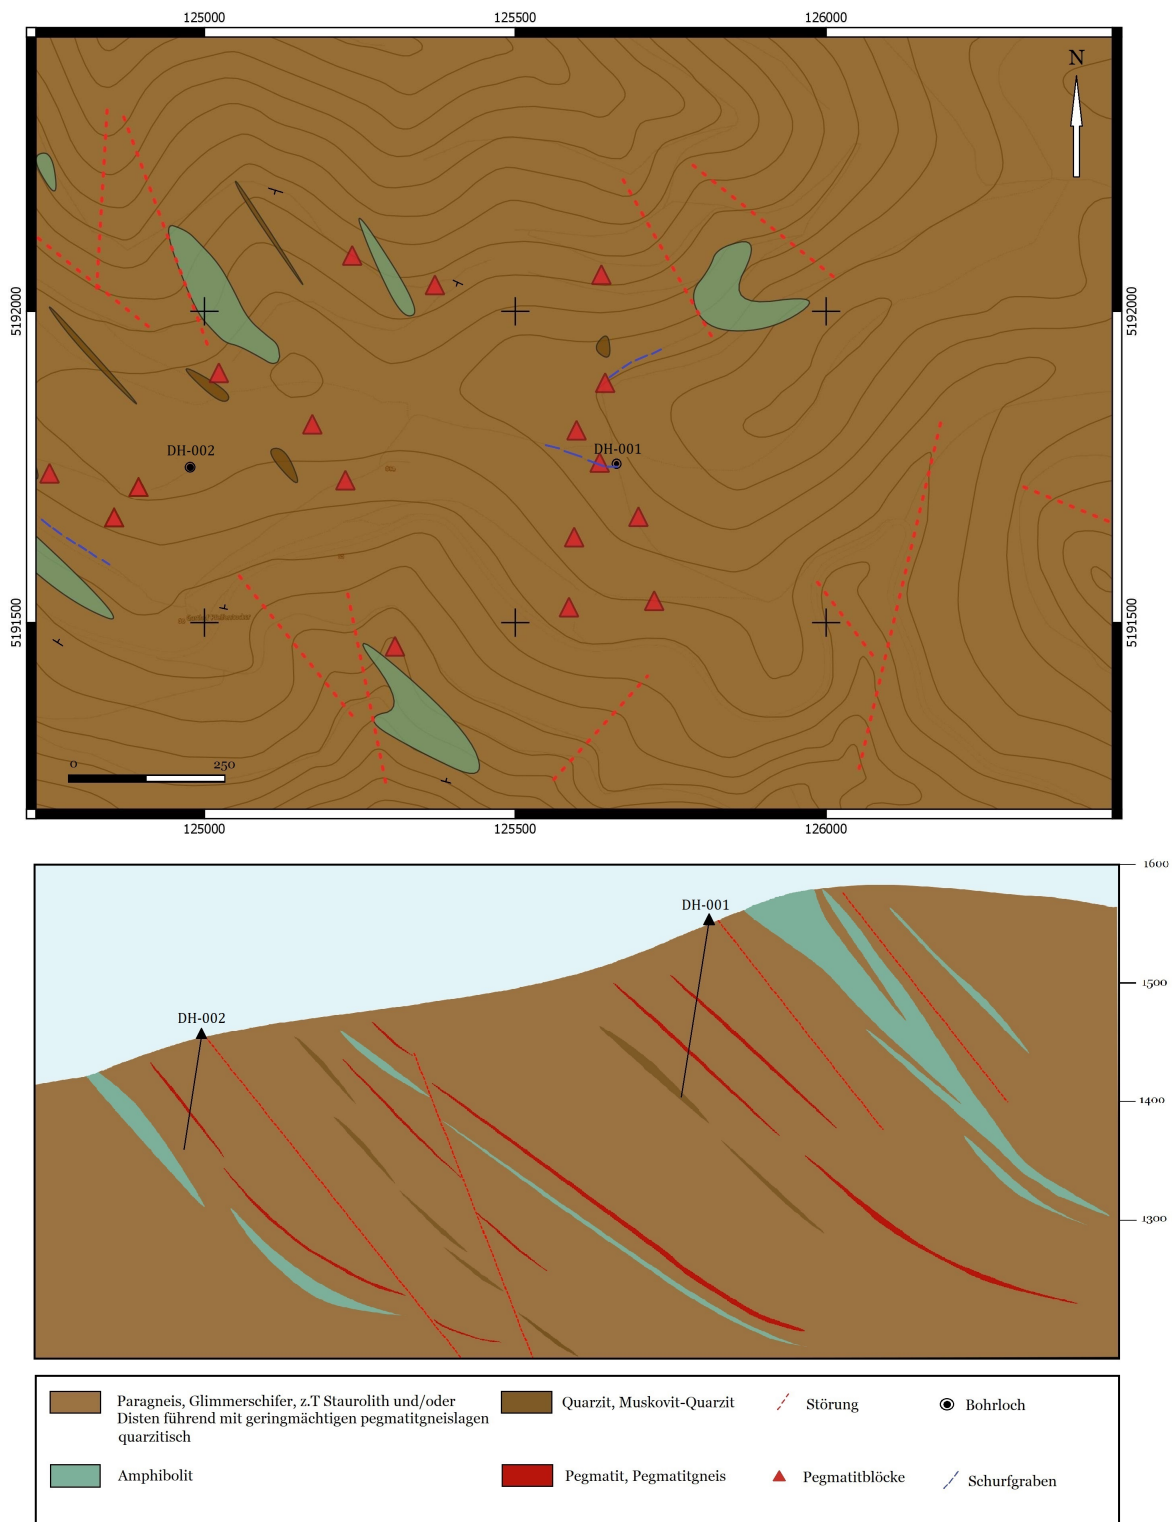 125000 125500 126000
N
5192000 5192000
DH-002 DH-001
5191500 5191500
0 250
125000 125500 126000
1600
DH-001
1500
DH-002
1400
1300
Paragneis, Glimmerschifer, z.T Staurolith und/oder
Disten führend mit geringmächtigen pegmatitgneislagen
quarzitisch
Quarzit, Muskovit-Quarzit
Störung
Bohrloch
Amphibolit
Pegmatit, Pegmatitgneis
Pegmatitblöcke
Schurfgraben